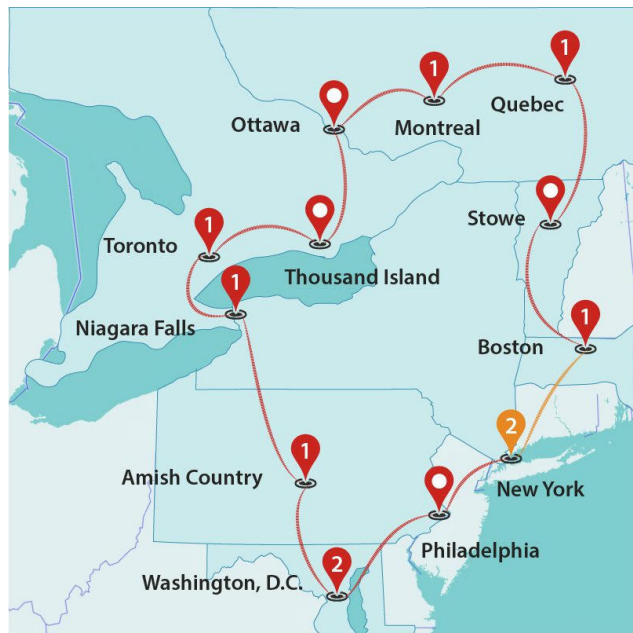 1
1
Quebec
Ottawa
Montreal
Stowe
1
Toronto
Thousand Island
1
Niagara Falls
1
Boston
2
1
Amish Country
New York
Philadelphia
2
Washington, D.C.